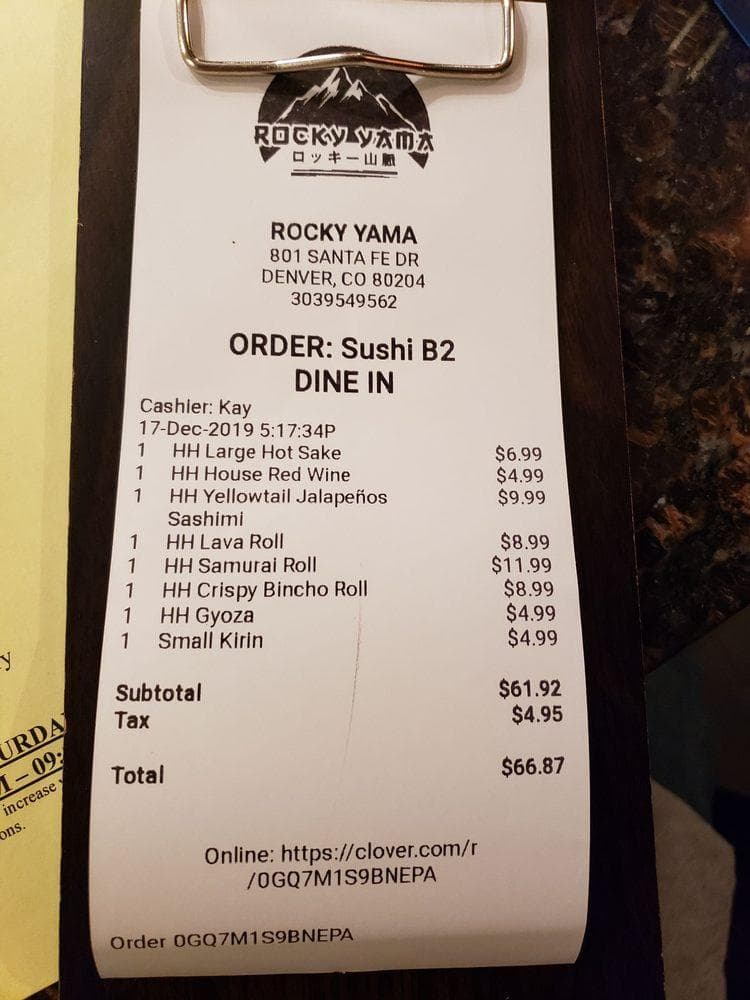 ROCKY YAMA
ロッキー山脈
ROCKY YAMA
801 SANTA FE DR
DENVER, CO 80204
3039549562
ORDER: Sushi B2
DINE IN
Cashier: Kay
17-Dec-2019 5:17:34P
1 HH Large Hot Sake $6.99
1 HH House Red Wine $4.99
1 HH Yellowtail Jalapeños $9.99
Sashimi
1 HH Lava Roll $8.99
1 HH Samurai Roll $11.99
1 HH Crispy Bincho Roll $8.99
1 HH Gyoza $4.99
1 Small Kirin $4.99
Subtotal $61.92
Tax $4.95
Total $66.87
Online: https://clover.com/r
/0GQ7M1S9BNEPA
Order 0GQ7M1S9BNEPA
increase